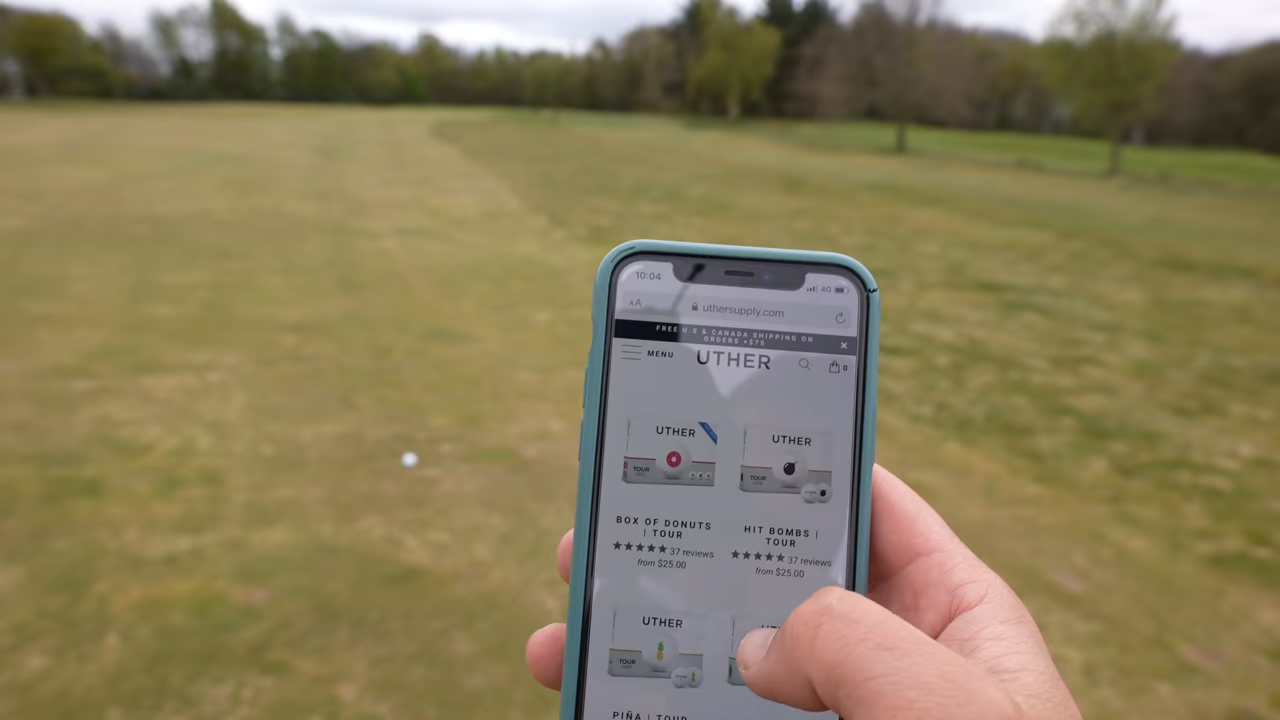 10:04
4G
AA
uthersupply.com
FREE U.S & CANADA SHIPPING ON
ORDERS +$75
MENU
UTHER
0
UTHER
TOUR
UTHER
TOUR
BOX OF DONUTS
| TOUR
37 reviews
from $25.00
HIT BOMBS |
TOUR
37 reviews
from $25.00
UTHER
TOUR
PIÑA | TOUR